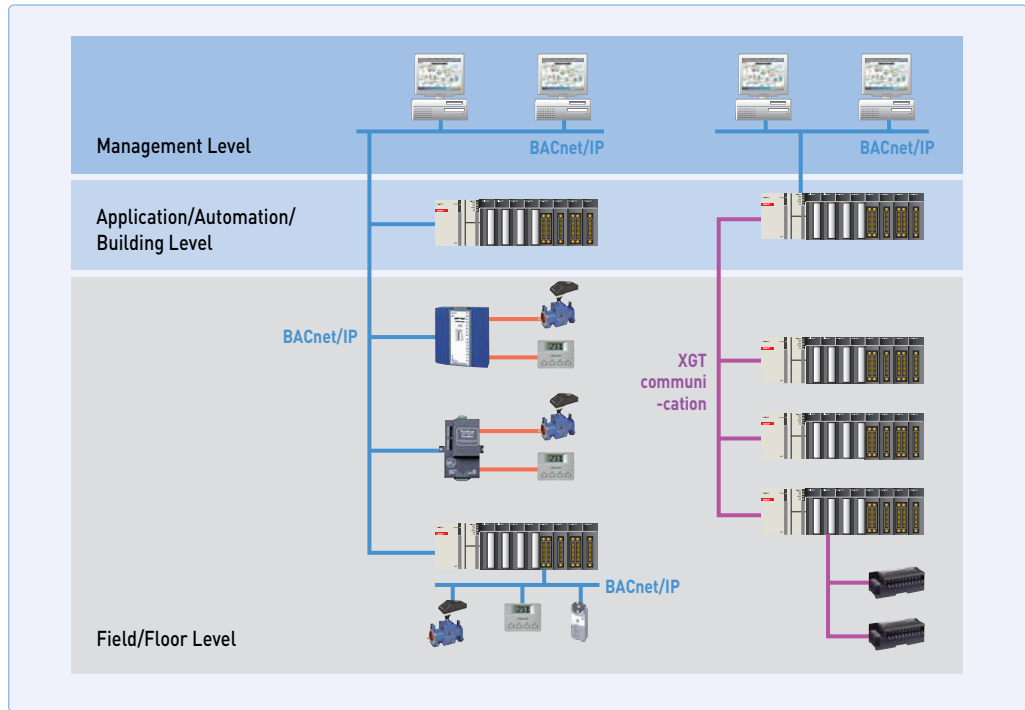 Management Level
BACnet/IP
BACnet/IP
Application/Automation/
Building Level
BACnet/IP
XGT
communi
-cation
BACnet/IP
Field/Floor Level